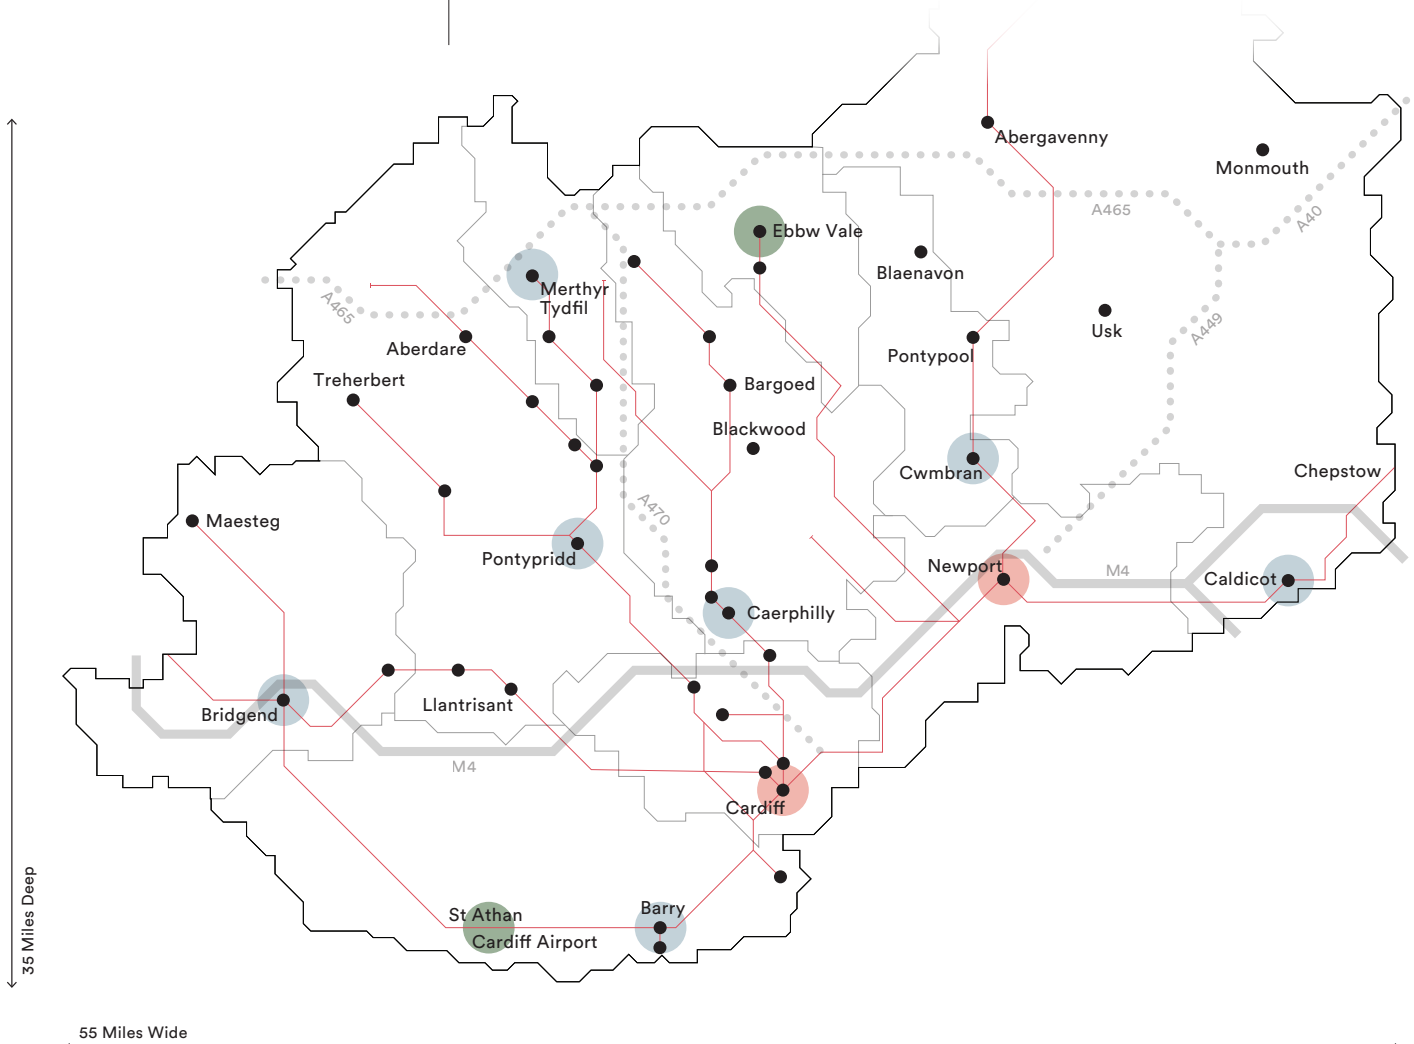 Abergavenny
Monmouth
A465
A40
Ebbw Vale
Blaenavon
Merthyr
Tydfil
A465
Usk
A449
Aberdare
Pontypool
Treherbert
Bargoed
Blackwood
Cwmbran
Chepstow
A470
Maesteg
Pontypridd
Newport
M4
Caldicot
Caerphilly
Bridgend
Llantrisant
M4
Cardiff
St Athan
Barry
Cardiff Airport
35 Miles Deep
55 Miles Wide